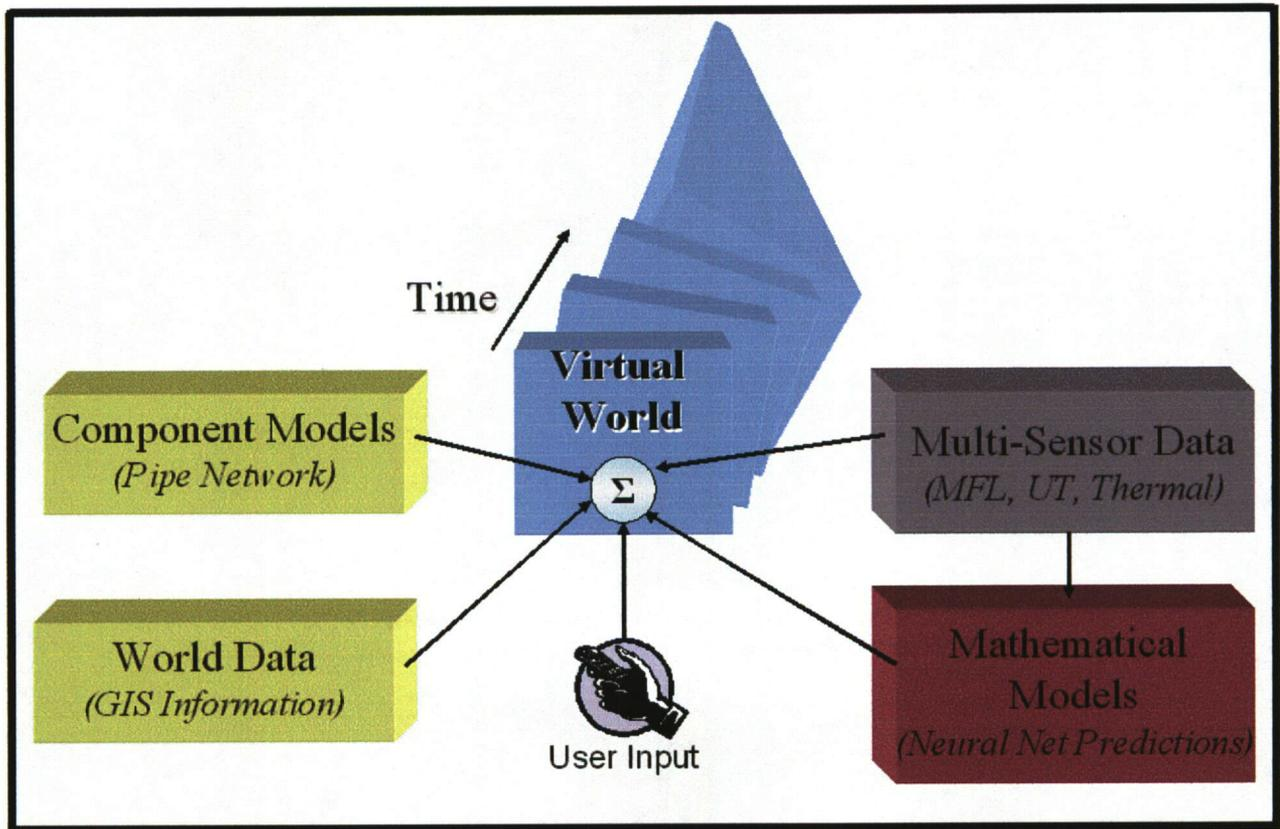 Time
Virtual
World
Component Models
(Pipe Network)
Σ
Multi-Sensor Data
(MFL, UT, Thermal)
World Data
(GIS Information)
User Input
Mathematical
Models
(Neural Net Predictions)